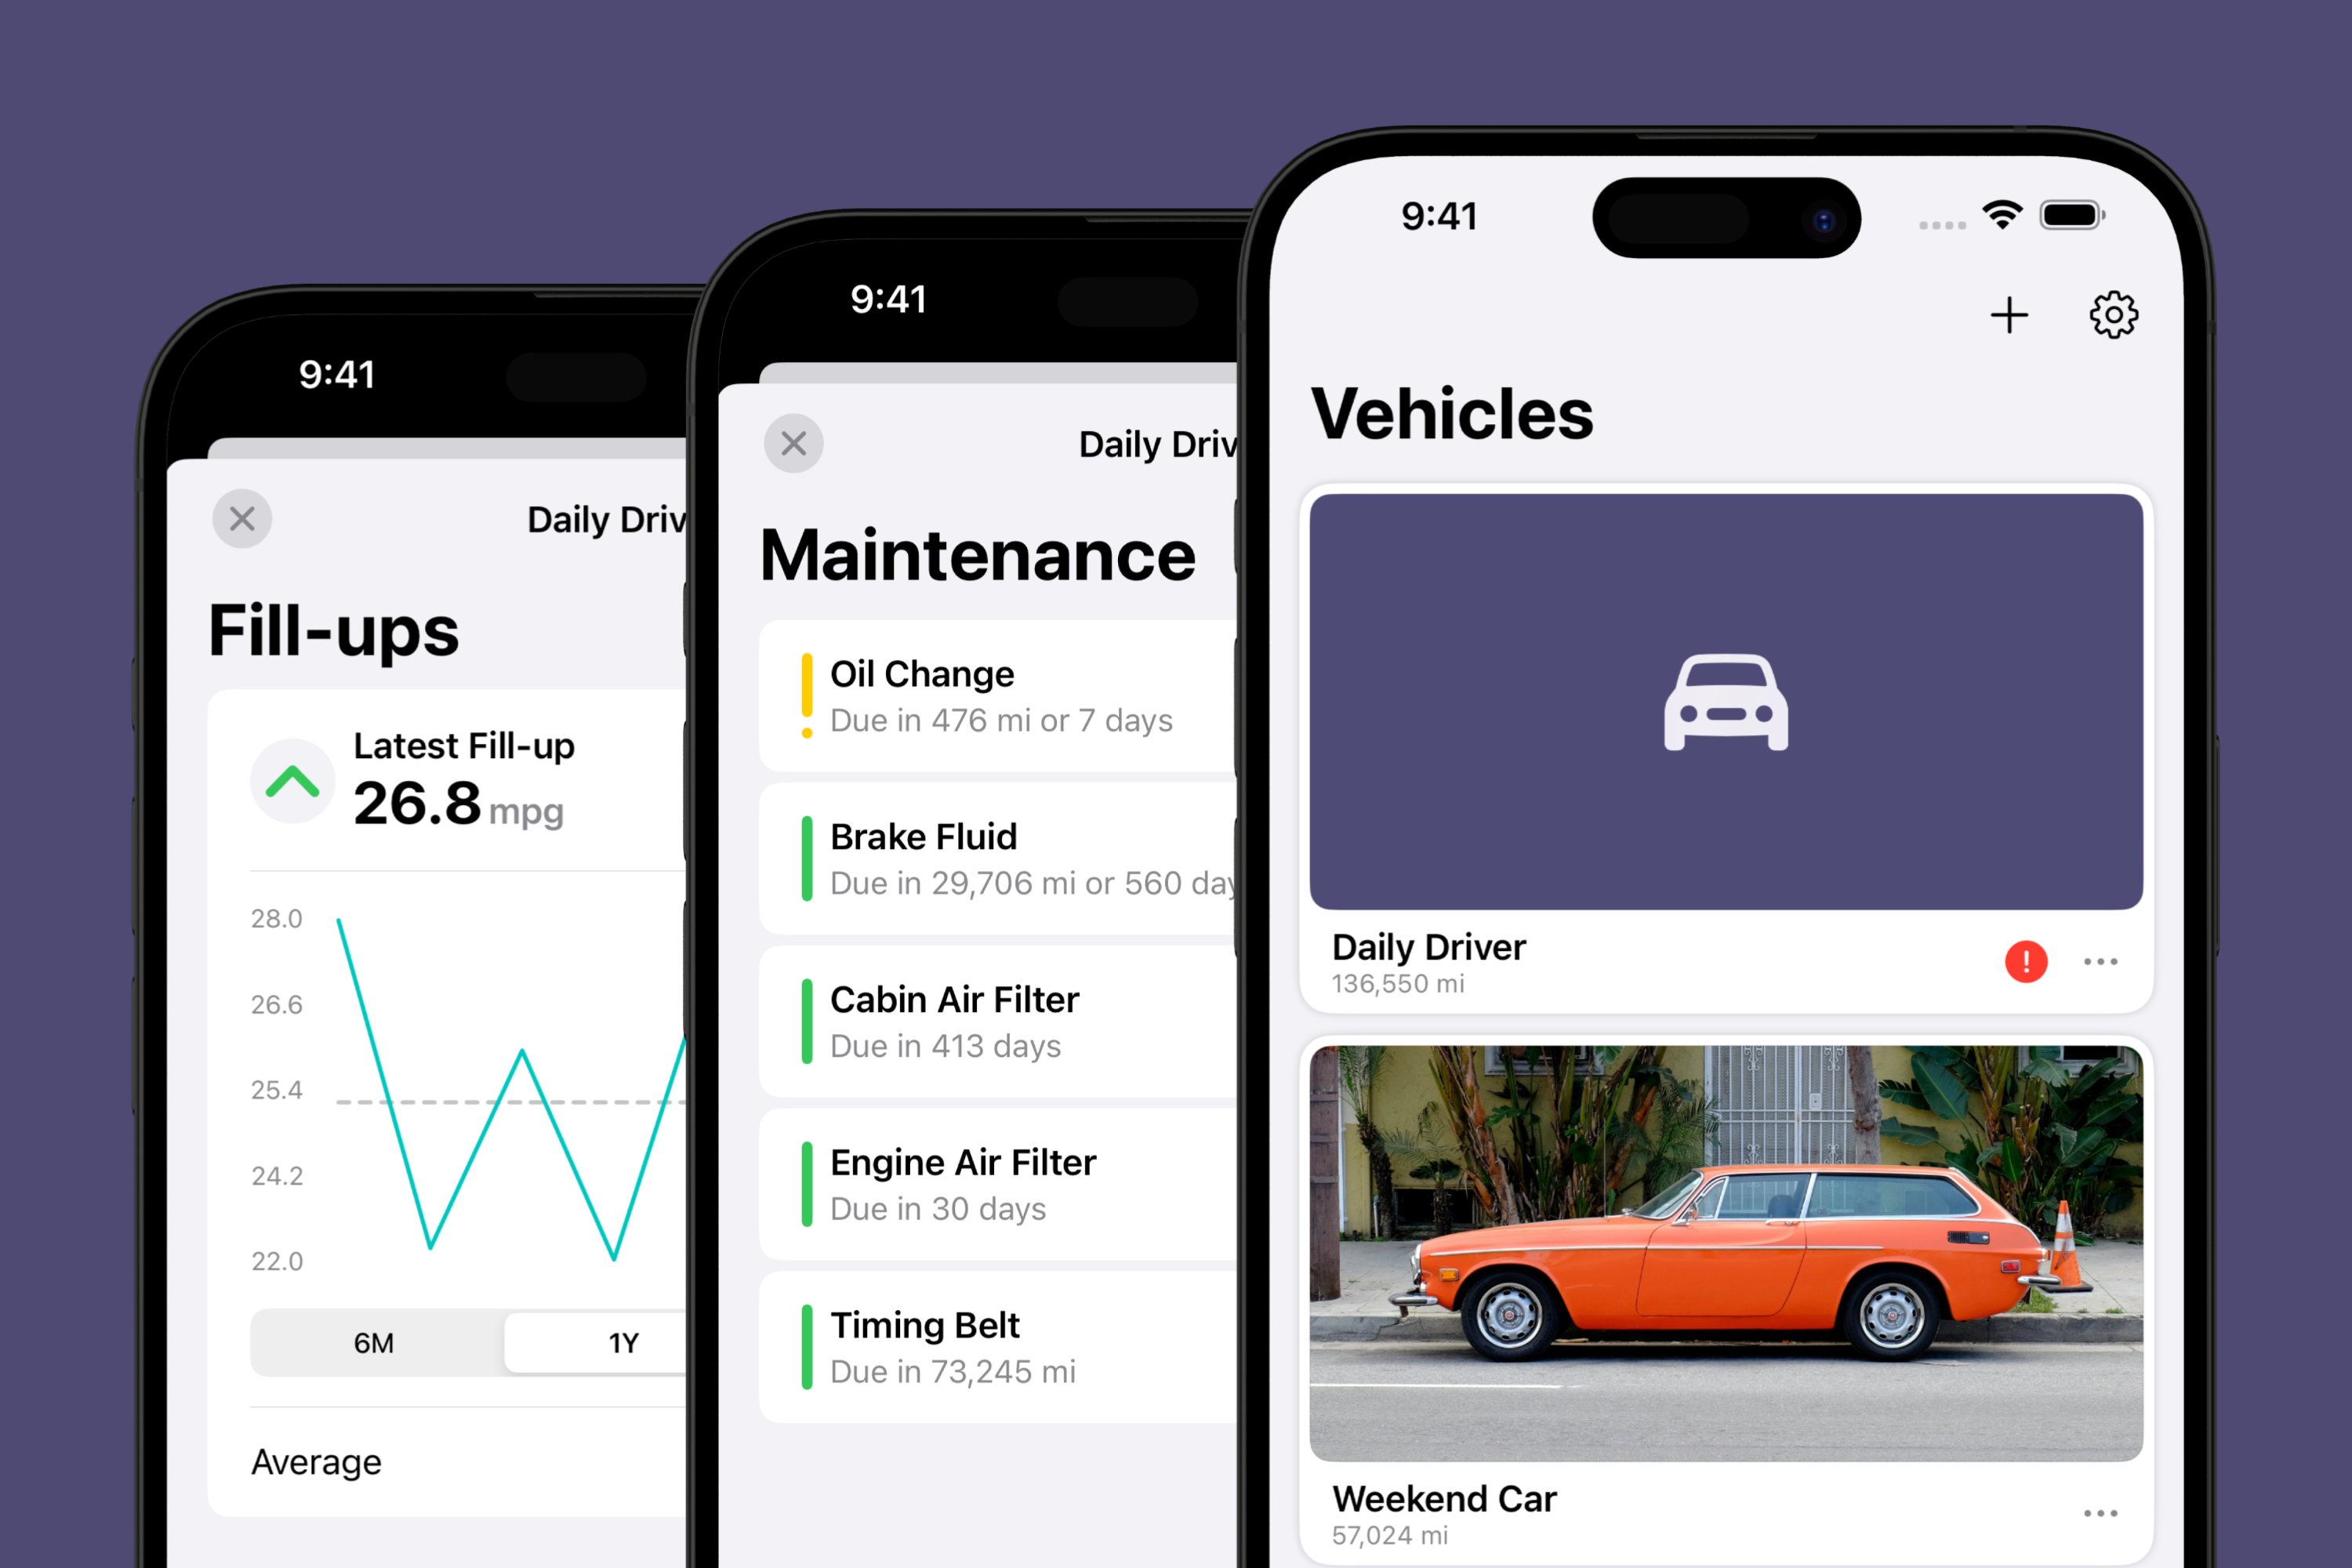 9:41
Daily Driv
Fill-ups
Latest Fill-up
26.8 mpg
28.0
26.6
25.4
24.2
22.0
6M 1Y
Average
9:41
Daily Driv
Maintenance
Oil Change
Due in 476 mi or 7 days
Brake Fluid
Due in 29,706 mi or 560 day
Cabin Air Filter
Due in 413 days
Engine Air Filter
Due in 30 days
Timing Belt
Due in 73,245 mi
9:41
Vehicles
Daily Driver
136,550 mi
Weekend Car
57,024 mi